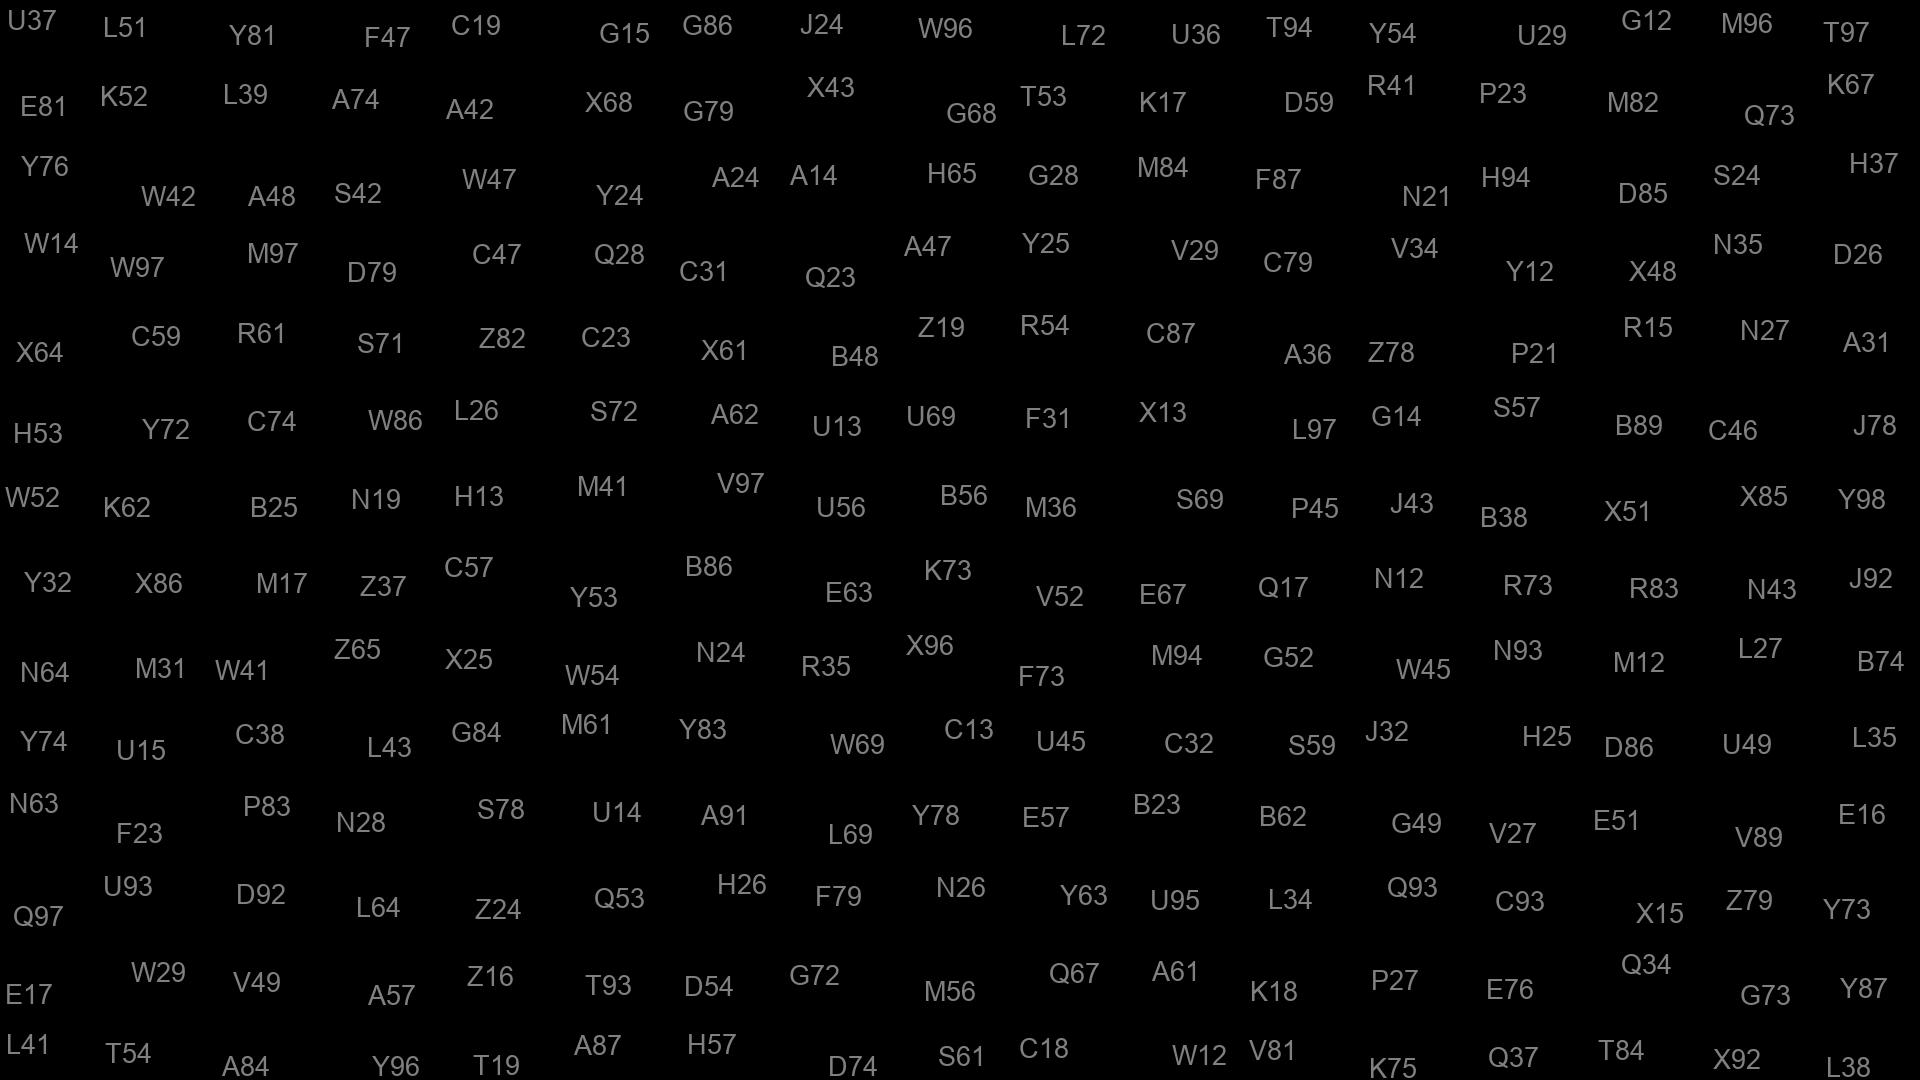 U37 L51 Y81 F47 C19 G15 G86 J24 W96 L72 U36 T94 Y54 U29 G12 M96 T97
E81 K52 L39 A74 A42 X68 G79 X43 G68 T53 K17 D59 R41 P23 M82 Q73 K67
Y76 W42 A48 S42 W47 Y24 A24 A14 H65 G28 M84 F87 N21 H94 D85 S24 H37
W14 W97 M97 D79 C47 Q28 C31 Q23 A47 Y25 V29 C79 V34 Y12 X48 N35 D26
X64 C59 R61 S71 Z82 C23 X61 B48 Z19 R54 C87 A36 Z78 P21 R15 N27 A31
H53 Y72 C74 W86 L26 S72 A62 U13 U69 F31 X13 L97 G14 S57 B89 C46 J78
W52 K62 B25 N19 H13 M41 V97 U56 B56 M36 S69 P45 J43 B38 X51 X85 Y98
Y32 X86 M17 Z37 C57 Y53 B86 E63 K73 V52 E67 Q17 N12 R73 R83 N43 J92
N64 M31 W41 Z65 X25 W54 N24 R35 X96 F73 M94 G52 W45 N93 M12 L27 B74
Y74 U15 C38 L43 G84 M61 Y83 W69 C13 U45 C32 S59 J32 H25 D86 U49 L35
N63 F23 P83 N28 S78 U14 A91 L69 Y78 E57 B23 B62 G49 V27 E51 V89 E16
Q97 U93 D92 L64 Z24 Q53 H26 F79 N26 Y63 U95 L34 Q93 C93 X15 Z79 Y73
E17 W29 V49 A57 Z16 T93 D54 G72 M56 Q67 A61 K18 P27 E76 Q34 G73 Y87
L41 T54 A84 Y96 T19 A87 H57 D74 S61 C18 W12 V81 K75 Q37 T84 X92 L38